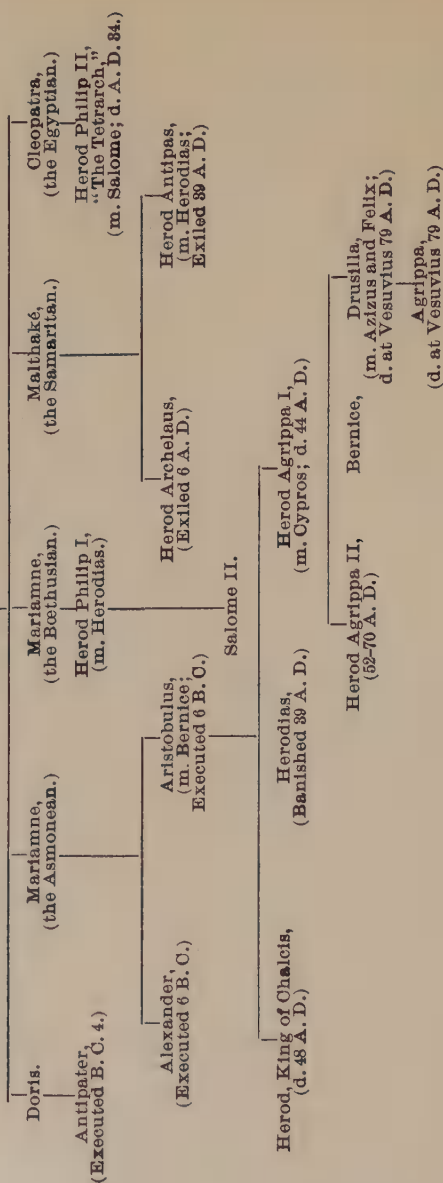 Doris.
Mariamne,
(the Asmonean.)
Mariamne,
(the Bœthusian.)
Malthaké,
(the Samaritan.)
Cleopatra,
(the Egyptian.)
Antipater,
(Executed B. C. 4.)
Herod Philip I,
(m. Herodias.)
Herod Philip II,
“The Tetrarch,”
(m. Salome; d. A. D. 34.)
Alexander,
(Executed 6 B. C.)
Aristobulus,
(m. Bernice;
Executed 6 B. C.)
Herod Archelaus,
(Exiled 6 A. D.)
Herod Antipas,
(m. Herodias;
Exiled 39 A. D.)
Salome II.
Herod, King of Chalcis,
(d. 48 A. D.)
Herodias,
(Banished 39 A. D.)
Herod Agrippa I,
(m. Cypros; d. 44 A. D.)
Herod Agrippa II,
(52-70 A. D.)
Bernice,
Drusilla,
(m. Azizus and Felix;
d. at Vesuvius 79 A. D.)
Agrippa,
(d. at Vesuvius 79 A. D.)